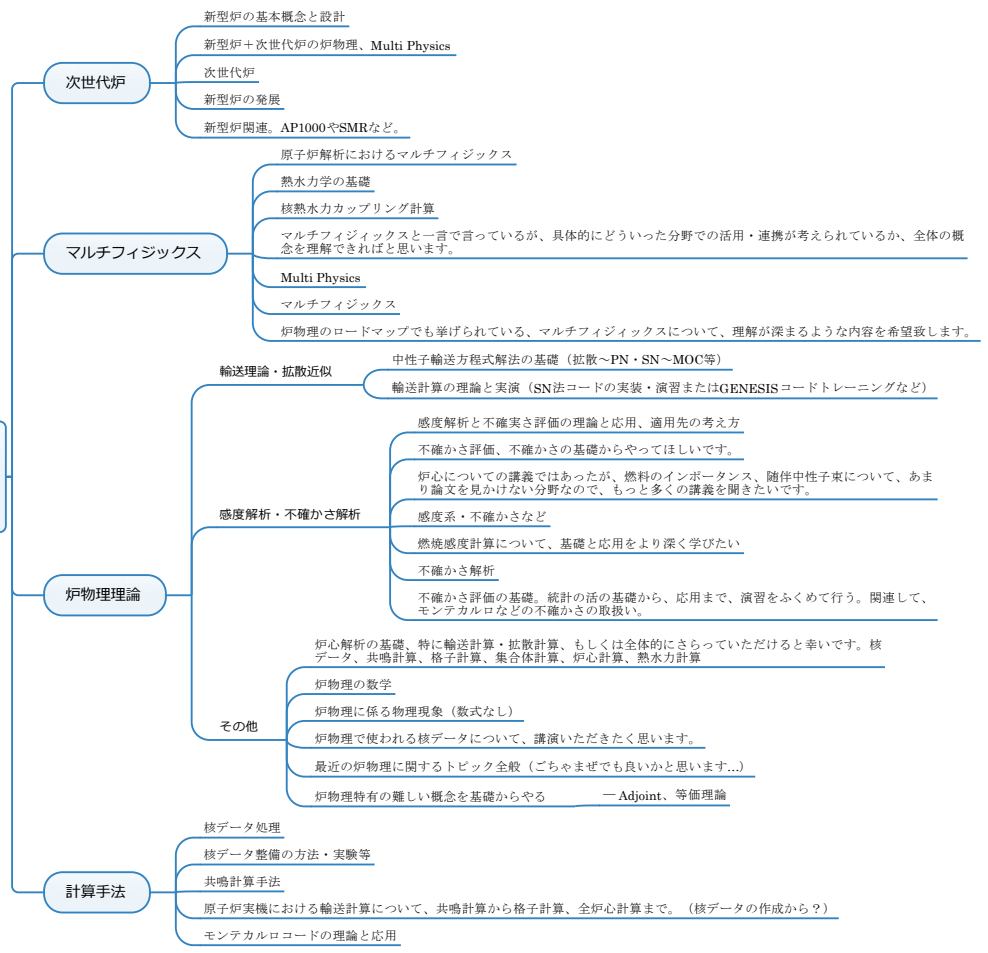 新型炉の基本概念と設計
新型炉＋次世代炉の炉物理、Multi Physics
次世代炉
次世代炉
新型炉の発展
新型炉関連。AP1000やSMRなど。
原子炉解析におけるマルチフィジックス
熱水力学の基礎
核熱水力カップリング計算
マルチフィジックス
マルチフィジィックスと一言で言っているが、具体的にどういった分野での活用・連携が考えられているか、全体の概
念を理解できればと思います。
Multi Physics
マルチフィジックス
炉物理のロードマップでも挙げられている、マルチフィジィックスについて、理解が深まるような内容を希望致します。
輸送理論・拡散近似
中性子輸送方程式解法の基礎（拡散～PN・SN～MOC等）
輸送計算の理論と実演（SN法コードの実装・演習またはGENESISコードトレーニングなど）
感度解析と不確実さ評価の理論と応用、適用先の考え方
不確かさ評価、不確かさの基礎からやってほしいです。
炉心についての講義ではあったが、燃料のインポータンス、随伴中性子束について、あま
り論文を見かけない分野なので、もっと多くの講義を聞きたいです。
感度解析・不確かさ解析
感度系・不確かさなど
燃焼感度計算について、基礎と応用をより深く学びたい
不確かさ解析
炉物理理論
不確かさ評価の基礎。統計の活の基礎から、応用まで、演習をふくめて行う。関連して、
モンテカルロなどの不確かさの取扱い。
炉心解析の基礎、特に輸送計算・拡散計算、もしくは全体的にさらっていただけると幸いです。核
データ、共鳴計算、格子計算、集合体計算、炉心計算、熱水力計算
炉物理の数学
炉物理に係る物理現象（数式なし）
その他
炉物理で使われる核データについて、講演いただきたく思います。
最近の炉物理に関するトピック全般（ごちゃまぜでも良いかと思います…）
炉物理特有の難しい概念を基礎からやる
— Adjoint、等価理論
核データ処理
核データ整備の方法・実験等
共鳴計算手法
計算手法
原子炉実機における輸送計算について、共鳴計算から格子計算、全炉心計算まで。（核データの作成から？）
モンテカルロコードの理論と応用